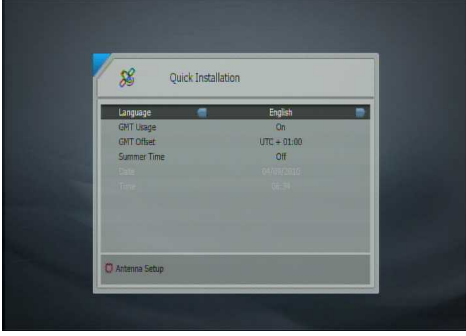 Quick Installation
Language English
GMT Usage On
GMT Offset UTC + 01:00
Summer Time Off
Date
Time
Antenna Setup